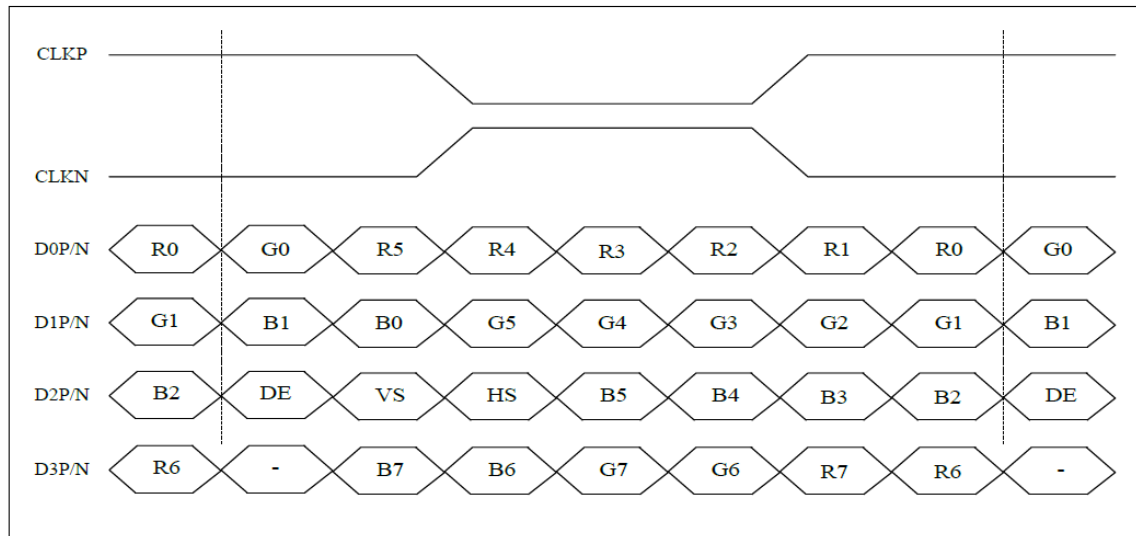 CLKP
CLKN
D0P/N R0 G0 R5 R4 R3 R2 R1 R0 G0
D1P/N G1 B1 B0 G5 G4 G3 G2 G1 B1
D2P/N B2 DE VS HS B5 B4 B3 B2 DE
D3P/N R6 - B7 B6 G7 G6 R7 R6 -